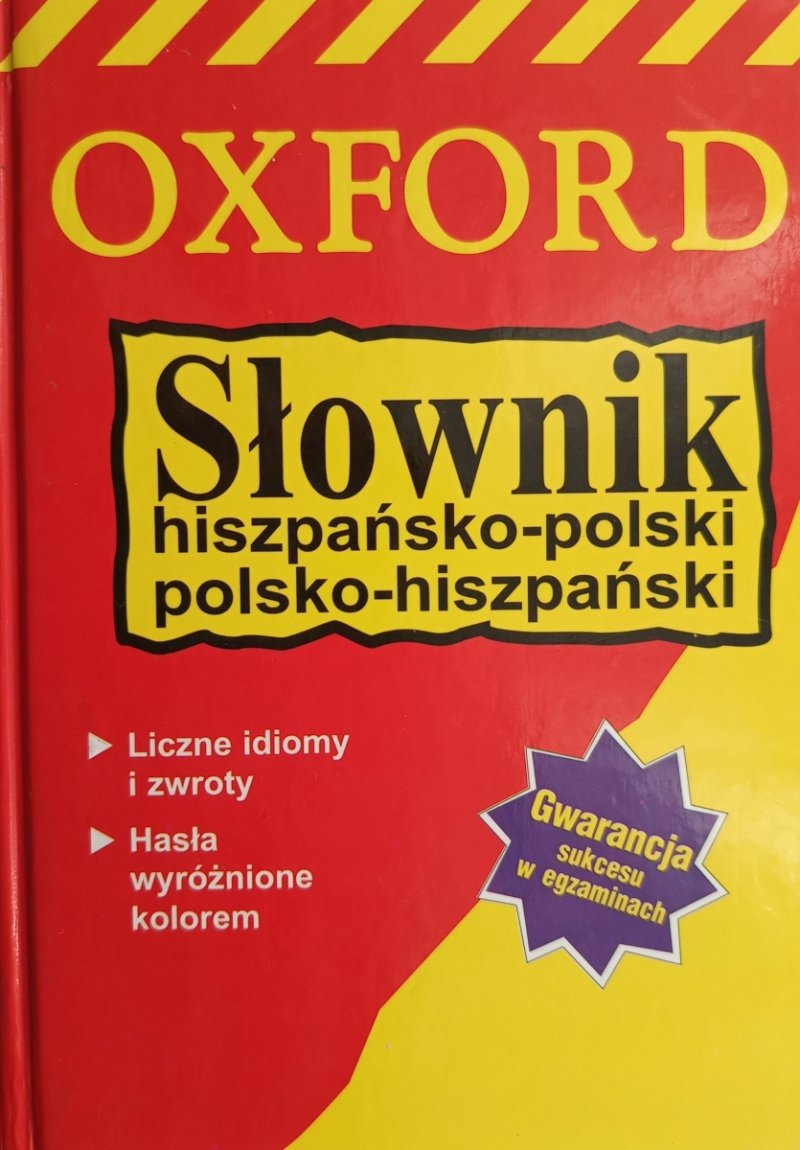 OXFORD
Słownik
hiszpańsko-polski
polsko-hiszpański
Liczne idiomy
i zwroty
Hasła
wyróżnione
kolorem
Gwarancja
sukcesu
w egzaminach